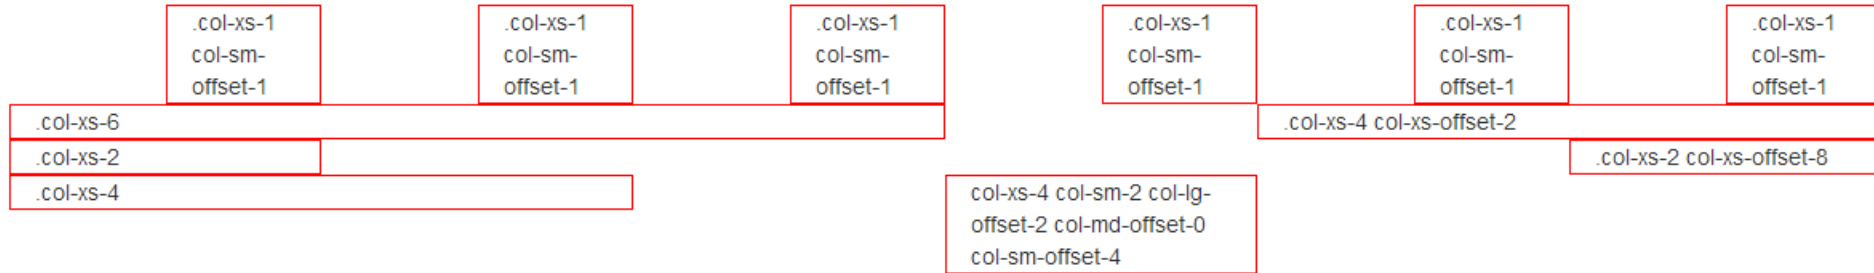 .col-xs-1 .col-xs-1 .col-xs-1 .col-xs-1 .col-xs-1 .col-xs-1
col-sm- col-sm- col-sm- col-sm- col-sm- col-sm-
offset-1 offset-1 offset-1 offset-1 offset-1 offset-1
.col-xs-6 .col-xs-4 col-xs-offset-2
.col-xs-2 .col-xs-2 col-xs-offset-8
.col-xs-4 col-xs-4 col-sm-2 col-lg-
offset-2 col-md-offset-0
col-sm-offset-4